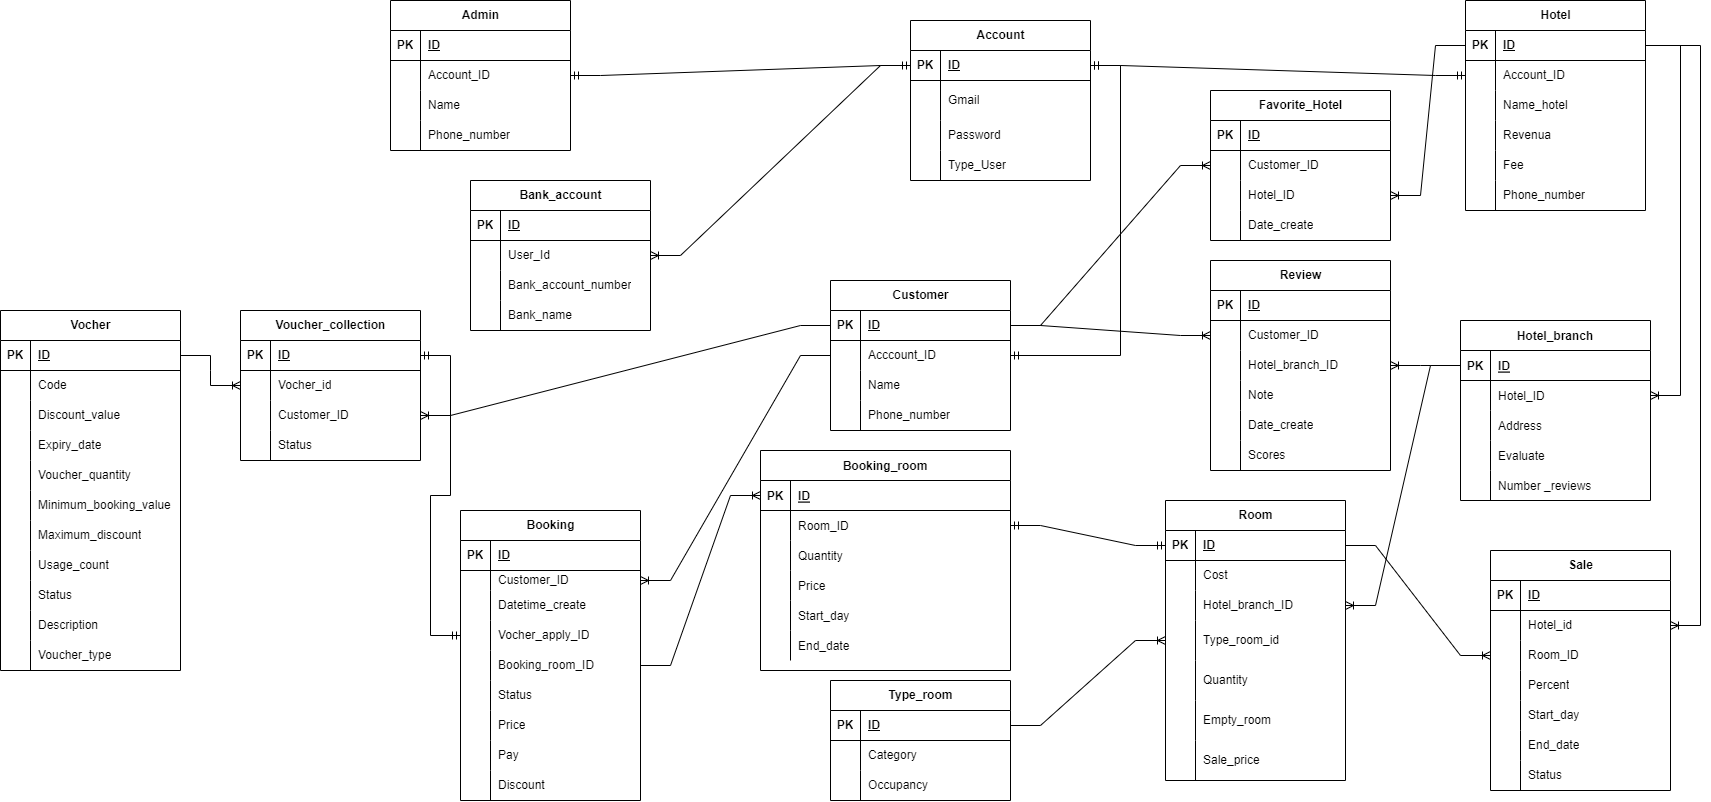 Admin
PK ID
Account_ID
Name
Phone_number
Account
PK ID
Gmail
Password
Type_User
Hotel
PK ID
Account_ID
Name_hotel
Revenua
Fee
Phone_number
Favorite_Hotel
PK ID
Customer_ID
Hotel_ID
Date_create
Bank_account
PK ID
User_Id
Bank_account_number
Bank_name
Customer
PK ID
Acccount_ID
Name
Phone_number
Review
PK ID
Customer_ID
Hotel_branch_ID
Note
Date_create
Scores
Hotel_branch
PK ID
Hotel_ID
Address
Evaluate
Number _reviews
Vocher
PK ID
Code
Discount_value
Expiry_date
Voucher_quantity
Minimum_booking_value
Maximum_discount
Usage_count
Status
Description
Voucher_type
Voucher_collection
PK ID
Vocher_id
Customer_ID
Status
Booking
PK ID
Customer_ID
Datetime_create
Vocher_apply_ID
Booking_room_ID
Status
Price
Pay
Discount
Booking_room
PK ID
Room_ID
Quantity
Price
Start_day
End_date
Type_room
PK ID
Category
Occupancy
Room
PK ID
Cost
Hotel_branch_ID
Type_room_id
Quantity
Empty_room
Sale_price
Sale
PK ID
Hotel_id
Room_ID
Percent
Start_day
End_date
Status